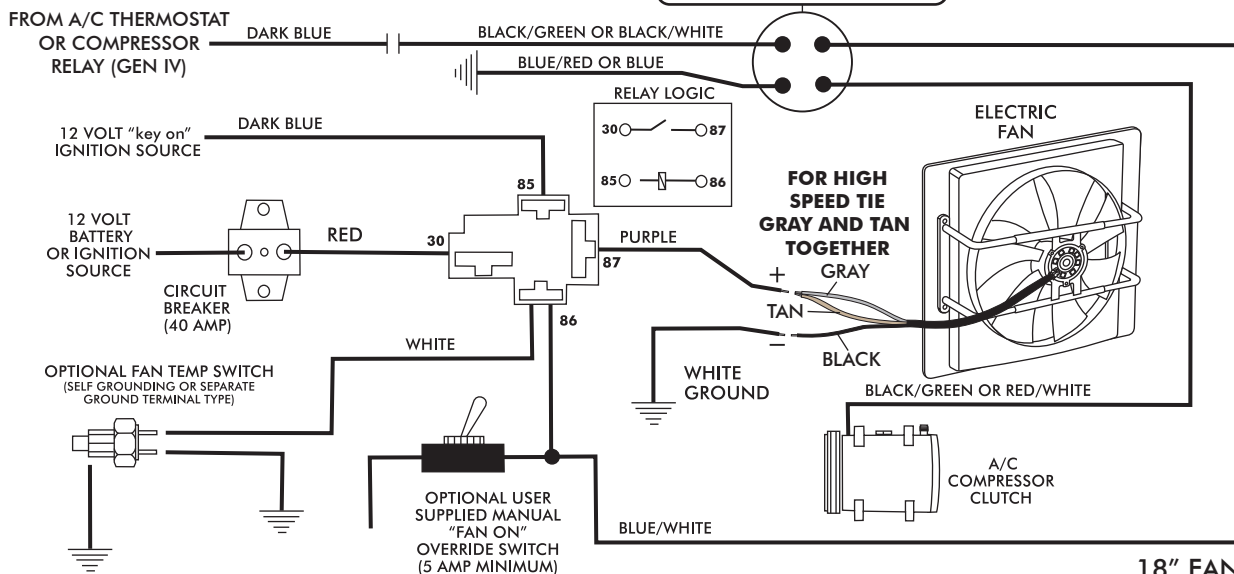 FROM A/C THERMOSTAT
OR COMPRESSOR
RELAY (GEN IV)
DARK BLUE
BLACK/GREEN OR BLACK/WHITE
BLUE/RED OR BLUE
RELAY LOGIC
30
87
85
86
12 VOLT "key on"
IGNITION SOURCE
DARK BLUE
85
30
87
86
12 VOLT
BATTERY
OR IGNITION
SOURCE
RED
CIRCUIT
BREAKER
(40 AMP)
PURPLE
FOR HIGH
SPEED TIE
GRAY AND TAN
TOGETHER
+
GRAY
TAN
–
BLACK
WHITE
GROUND
ELECTRIC
FAN
BLACK/GREEN OR RED/WHITE
A/C
COMPRESSOR
CLUTCH
WHITE
OPTIONAL FAN TEMP SWITCH
(SELF GROUNDING OR SEPARATE
GROUND TERMINAL TYPE)
OPTIONAL USER
SUPPLIED MANUAL
"FAN ON"
OVERRIDE SWITCH
(5 AMP MINIMUM)
BLUE/WHITE
18" FAN